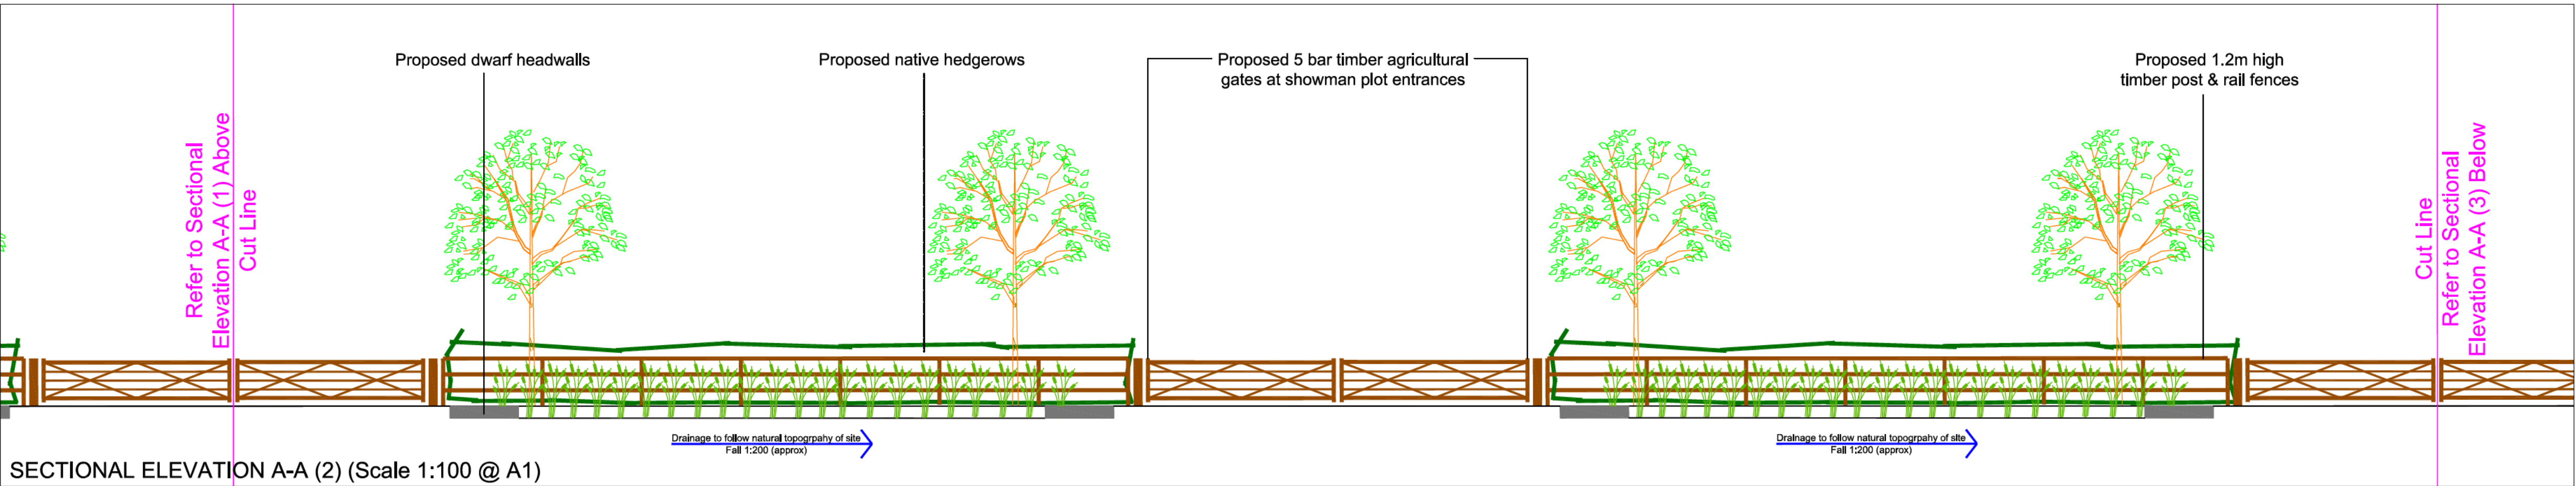 Proposed dwarf headwalls
Proposed native hedgerows
Proposed 5 bar timber agricultural
gates at showman plot entrances
Proposed 1.2m high
timber post & rail fences
Refer to Sectional
Elevation A-A (1) Above
Cut Line
Cut Line
Refer to Sectional
Elevation A-A (3) Below
Drainage to follow natural topogrpahy of site
Fall 1:200 (approx)
Drainage to follow natural topogrpahy of site
Fall 1:200 (approx)
SECTIONAL ELEVATION A-A (2) (Scale 1:100 @ A1)